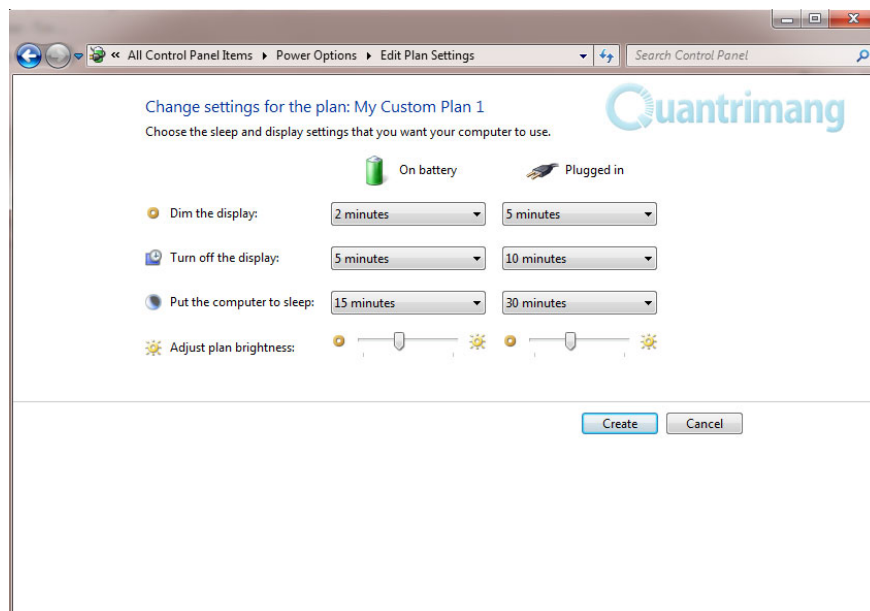 « All Control Panel Items ▸ Power Options ▸ Edit Plan Settings
Search Control Panel
Quantrimang
Change settings for the plan: My Custom Plan 1
Choose the sleep and display settings that you want your computer to use.
On battery Plugged in
Dim the display: 2 minutes 5 minutes
Turn off the display: 5 minutes 10 minutes
Put the computer to sleep: 15 minutes 30 minutes
Adjust plan brightness:
Create Cancel